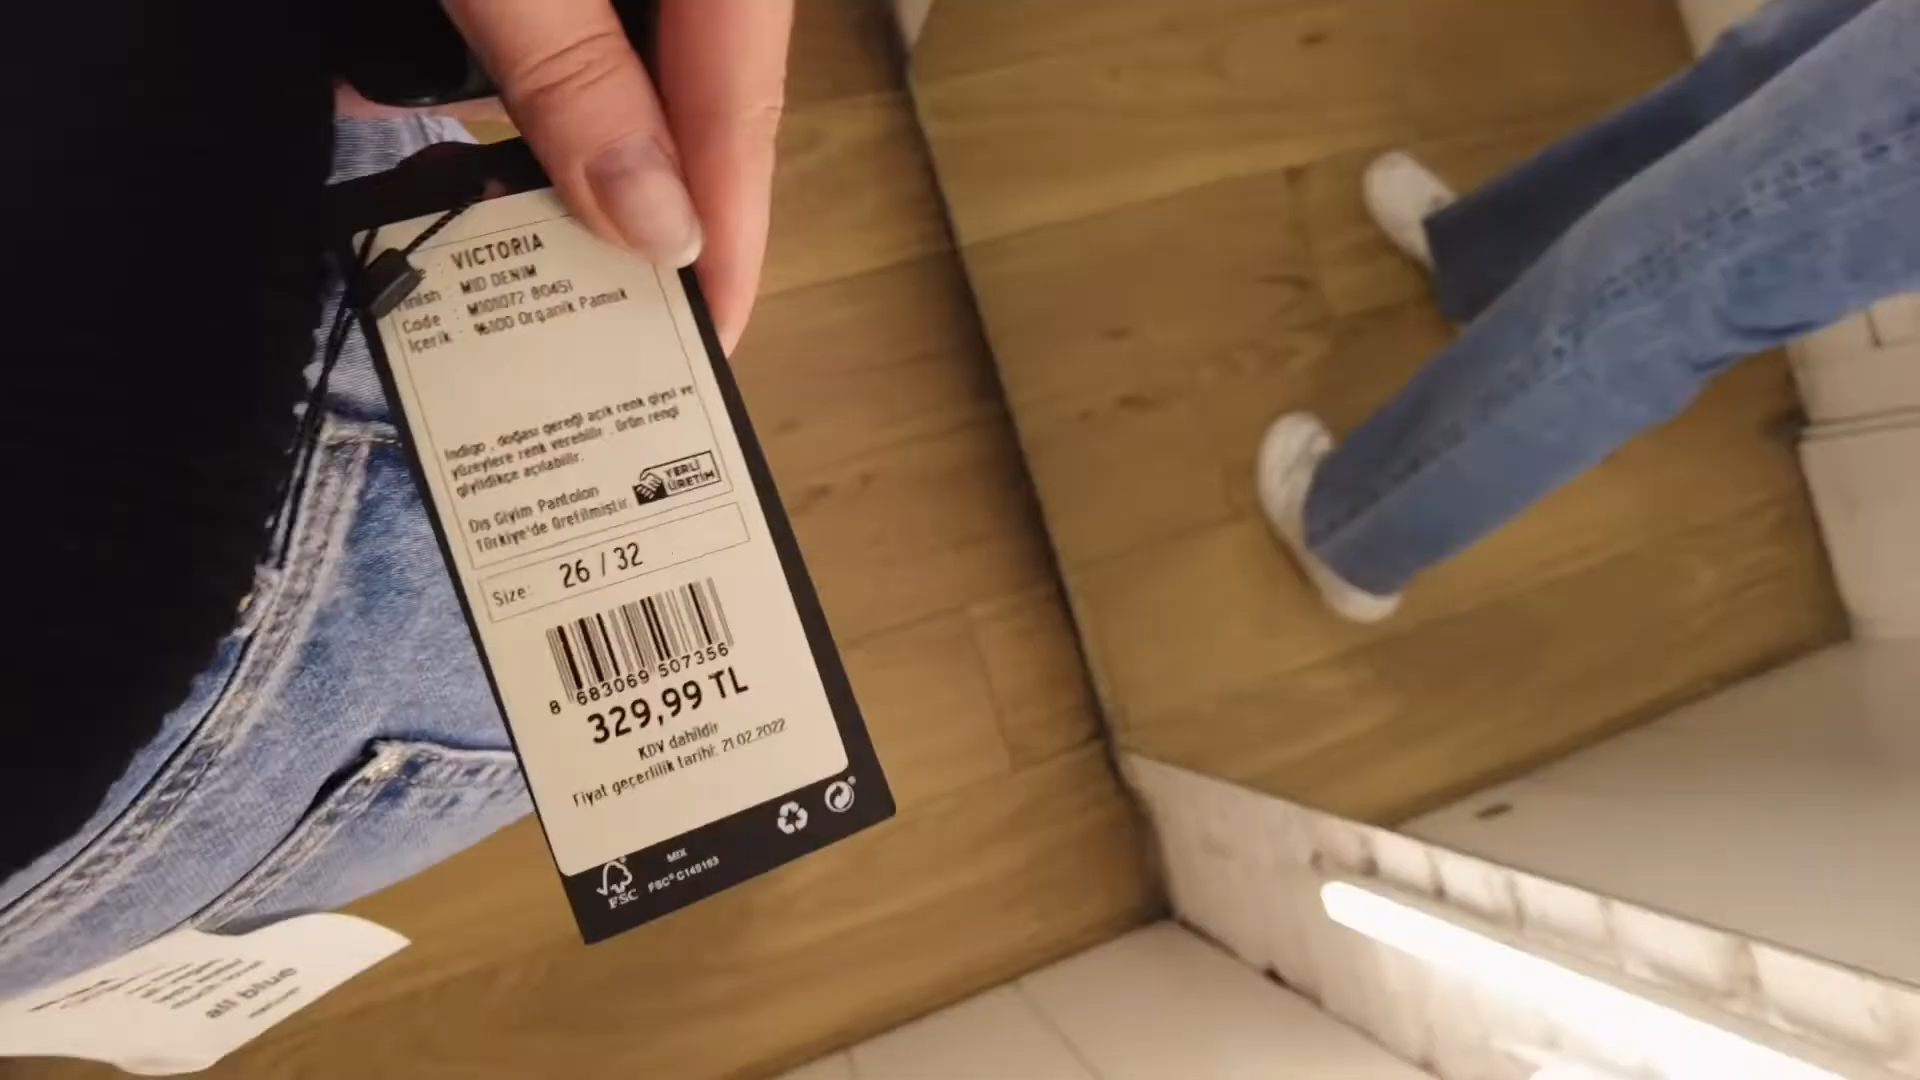 : VICTORIA
Finish : MID DENIM
Code : M101072 80451
İçerik : %100 Organik Pamuk
Indigo , doğası gereği açık renk giysi ve
yüzeylere renk verebilir . Ürün rengi
giyildikçe açılabilir.
YERLİ
ÜRETİM
Dış Giyim Pantolon
Türkiye'de Üretilmiştir.
Size: 26 / 32
8 683069 507356
329,99 TL
KDV dahildir
Fiyat geçerlilik tarihi: 21.02.2022
FSC
MIX
FSC® C149163
all blue